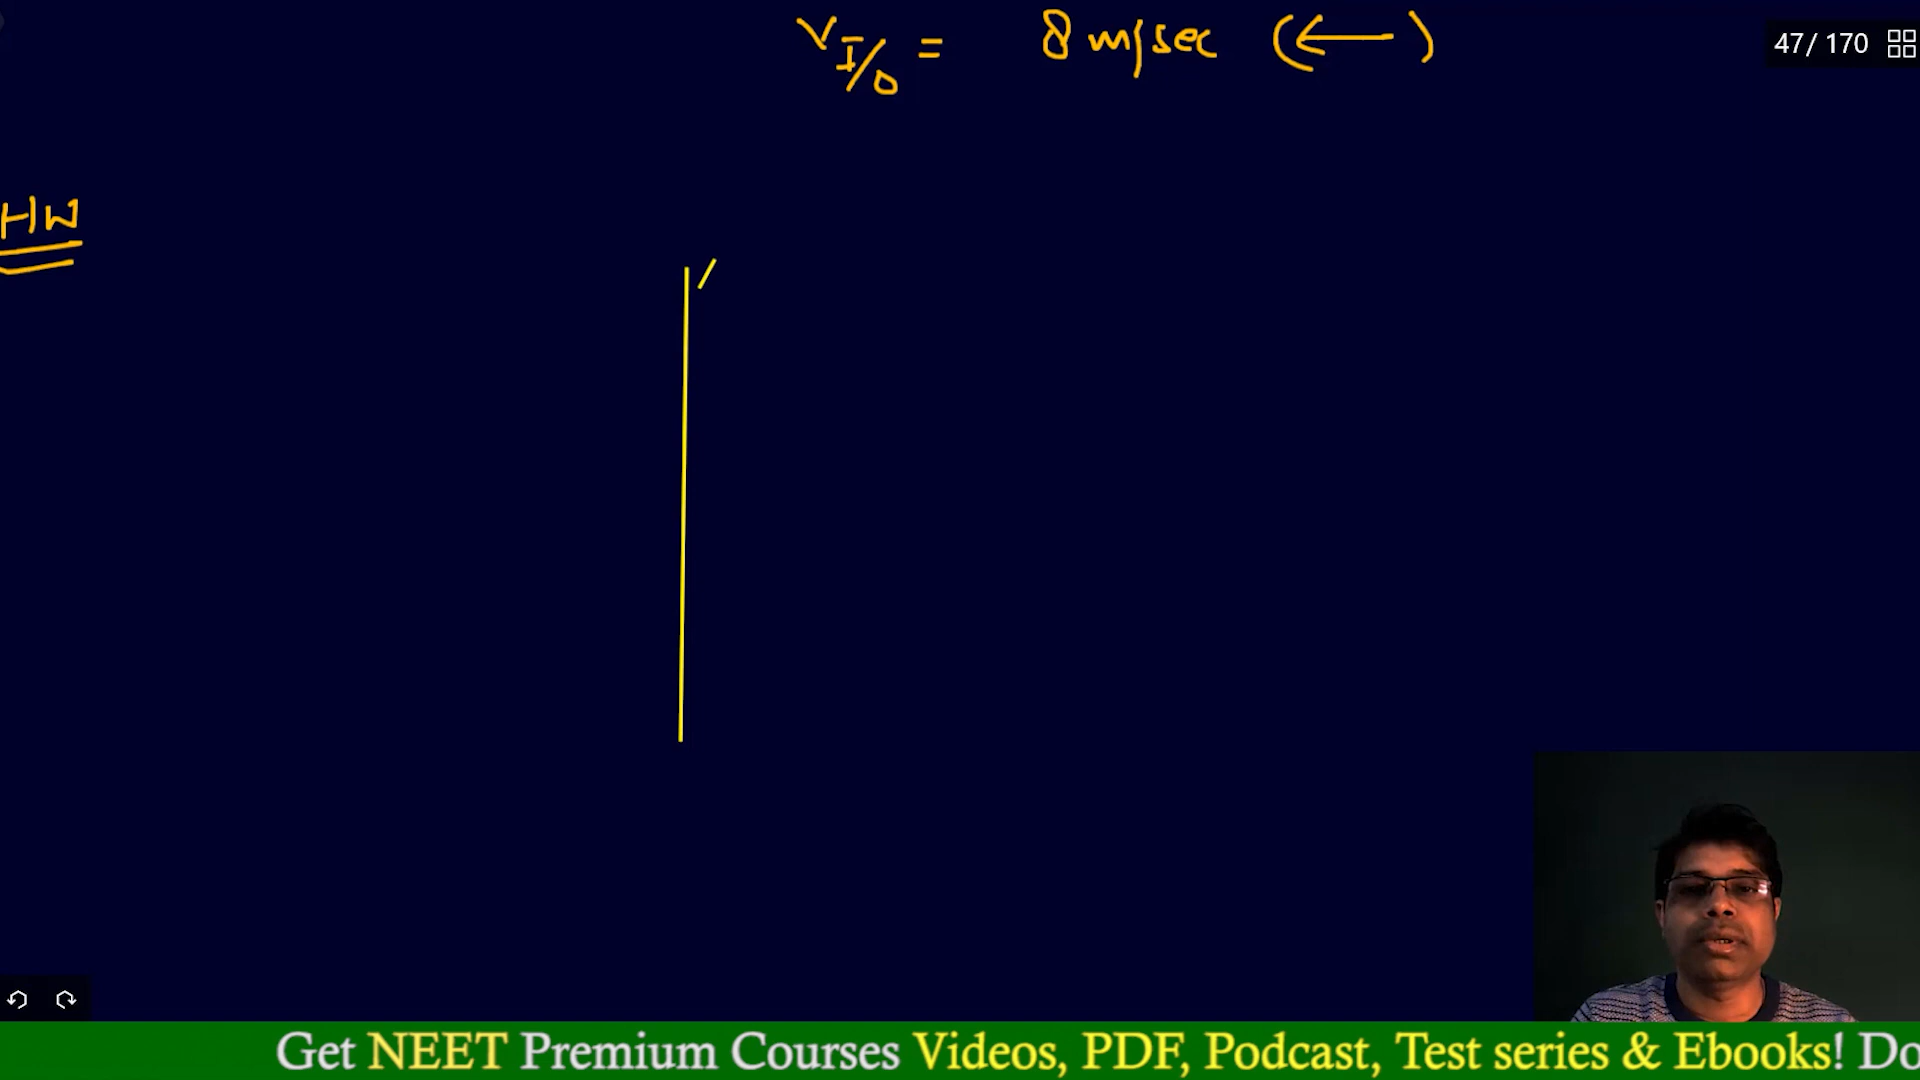 V I/O = 8 m/sec (←)
47/ 170
HW
Get NEET Premium Courses Videos, PDF, Podcast, Test series & Ebooks! Do